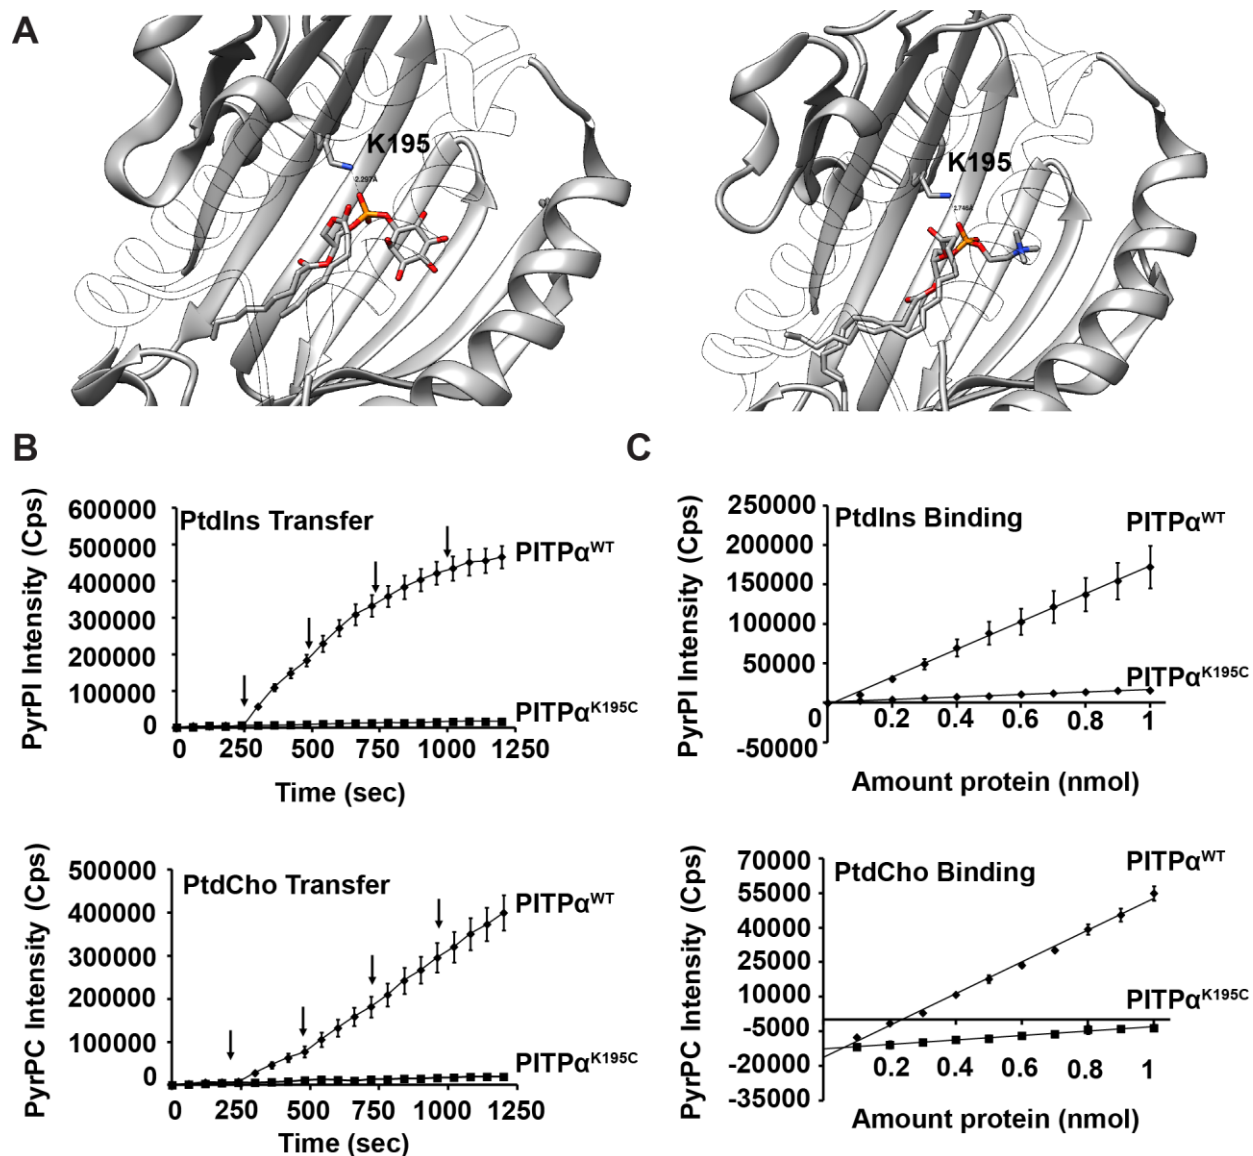 A
K195
2.297Å
K195
2.746Å
B
PyrPI Intensity (Cps)
600000
500000
400000
300000
200000
100000
0
PtdIns Transfer
PITPα^WT
PITPα^K195C
0 250 500 750 1000 1250
Time (sec)
PyrPC Intensity (Cps)
500000
400000
300000
200000
100000
0
PtdCho Transfer
PITPα^WT
PITPα^K195C
0 250 500 750 1000 1250
Time (sec)
C
PyrPI Intensity (Cps)
250000
200000
150000
100000
50000
0 0.2 0.4 0.6 0.8 1
-50000
PtdIns Binding
PITPα^WT
PITPα^K195C
Amount protein (nmol)
PyrPC Intensity (Cps)
70000
55000
40000
25000
10000
-5000
-20000
-35000
PtdCho Binding
PITPα^WT
PITPα^K195C
0.2 0.4 0.6 0.8 1
Amount protein (nmol)